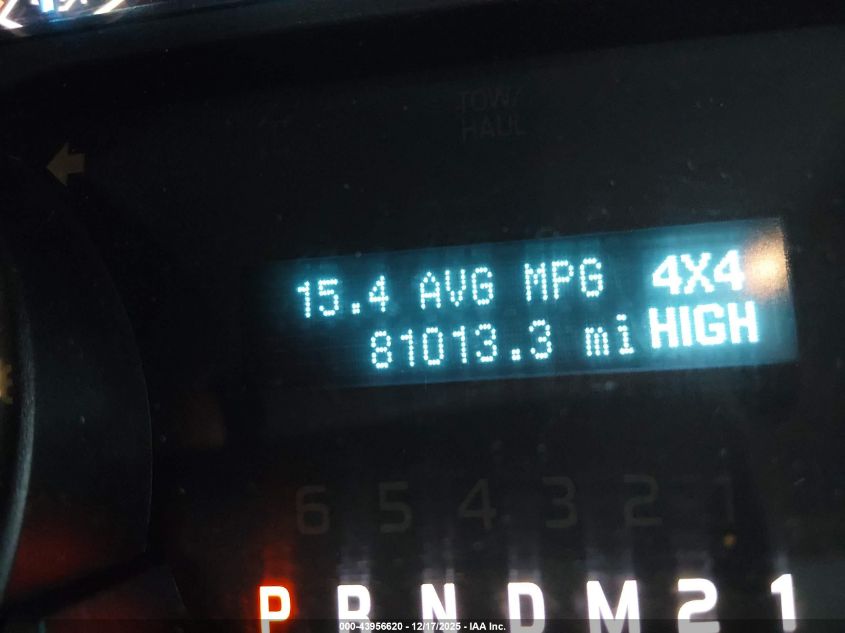 TOW/
HAUL
15.4 AVG MPG 4X4
81013.3 mi HIGH
6 5 4 3 2 1
P R N D M 2 1
000-43956620 - 12/17/2025 - IAA Inc.